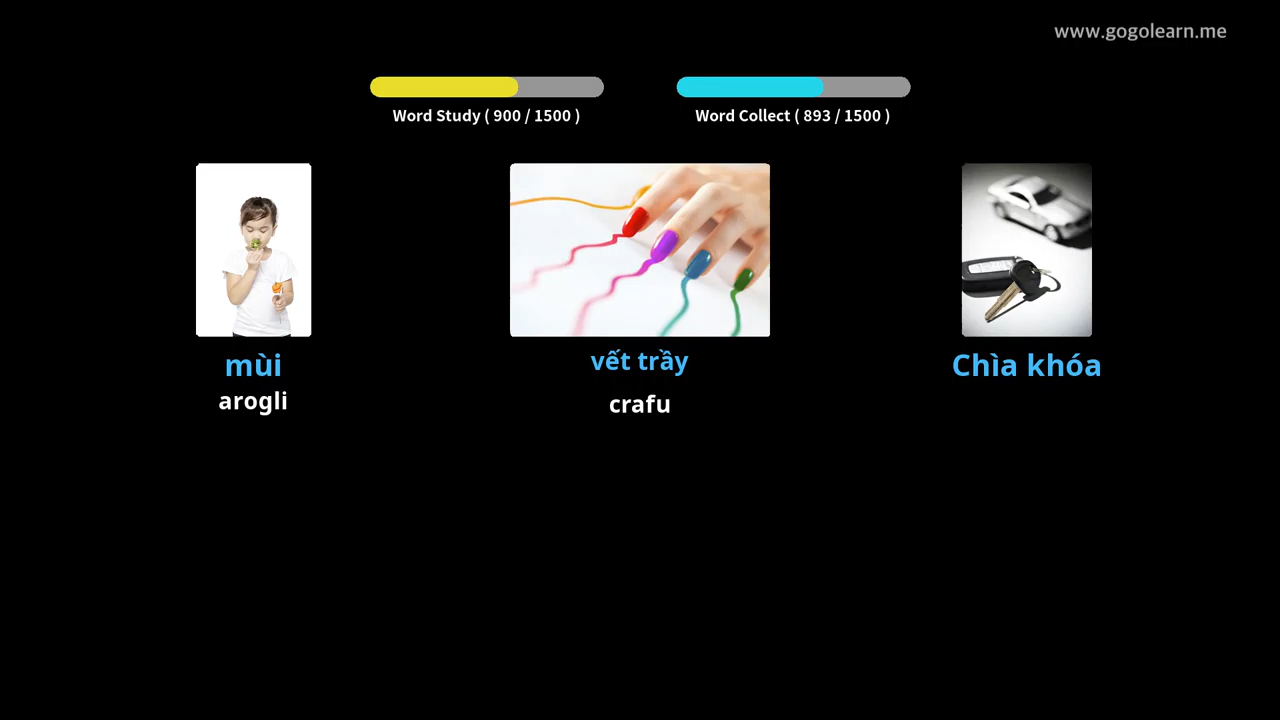 www.gogolearn.me
Word Study ( 900 / 1500 )
Word Collect ( 893 / 1500 )
mùi
arogli
vết trầy
crafu
Chìa khóa